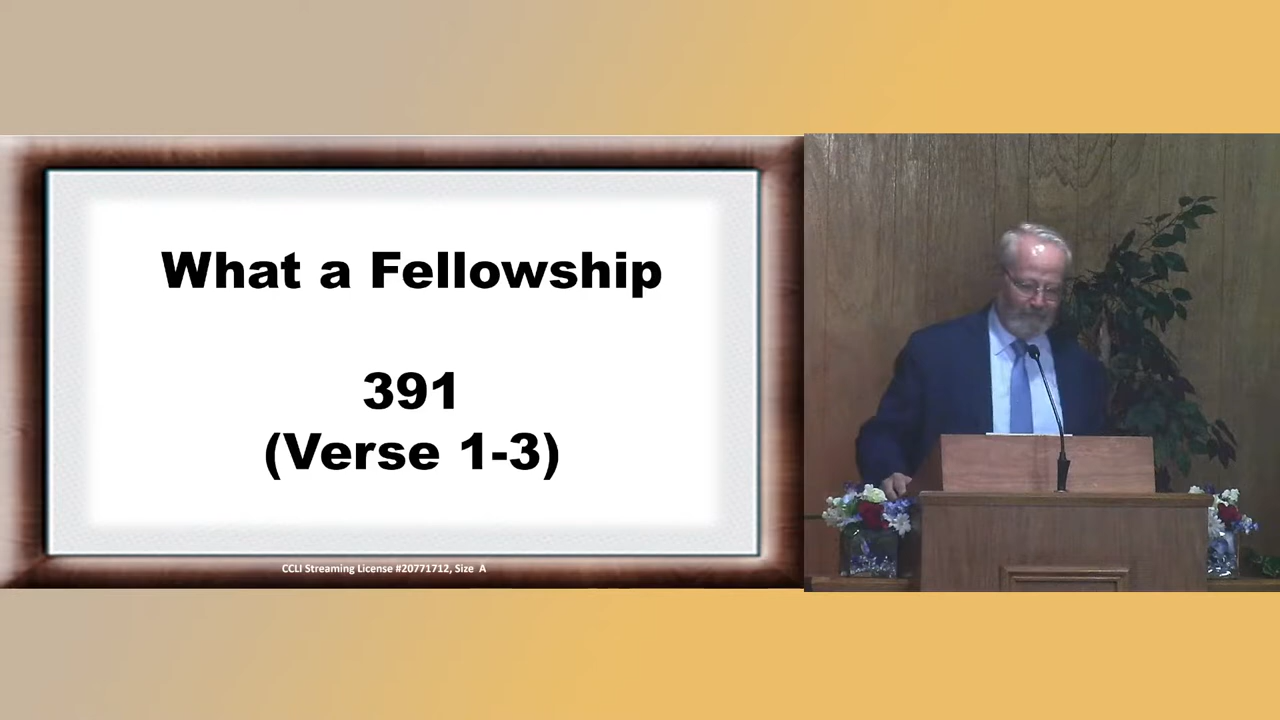 What a Fellowship
391
(Verse 1-3)
CCLI Streaming License #20771712, Size A